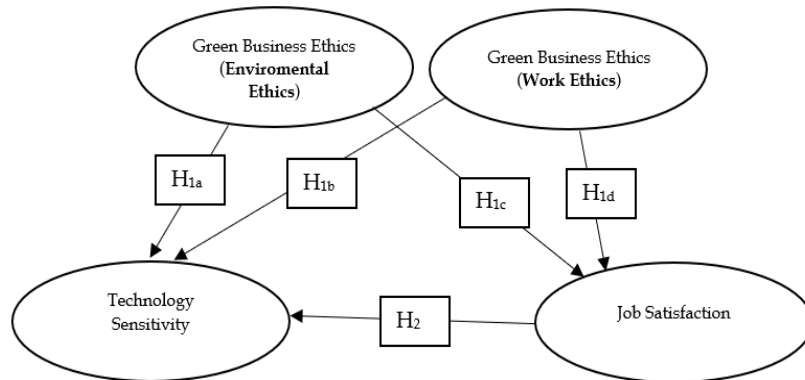 Green Business Ethics
(Enviromental
Ethics)
Green Business Ethics
(Work Ethics)
H1a
H1b
H1c
H1d
Technology
Sensitivity
H2
Job Satisfaction